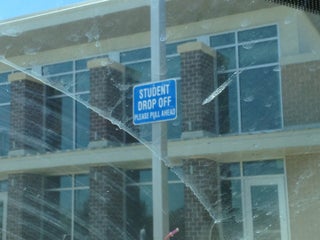 STUDENT
DROP OFF
PLEASE PULL AHEAD